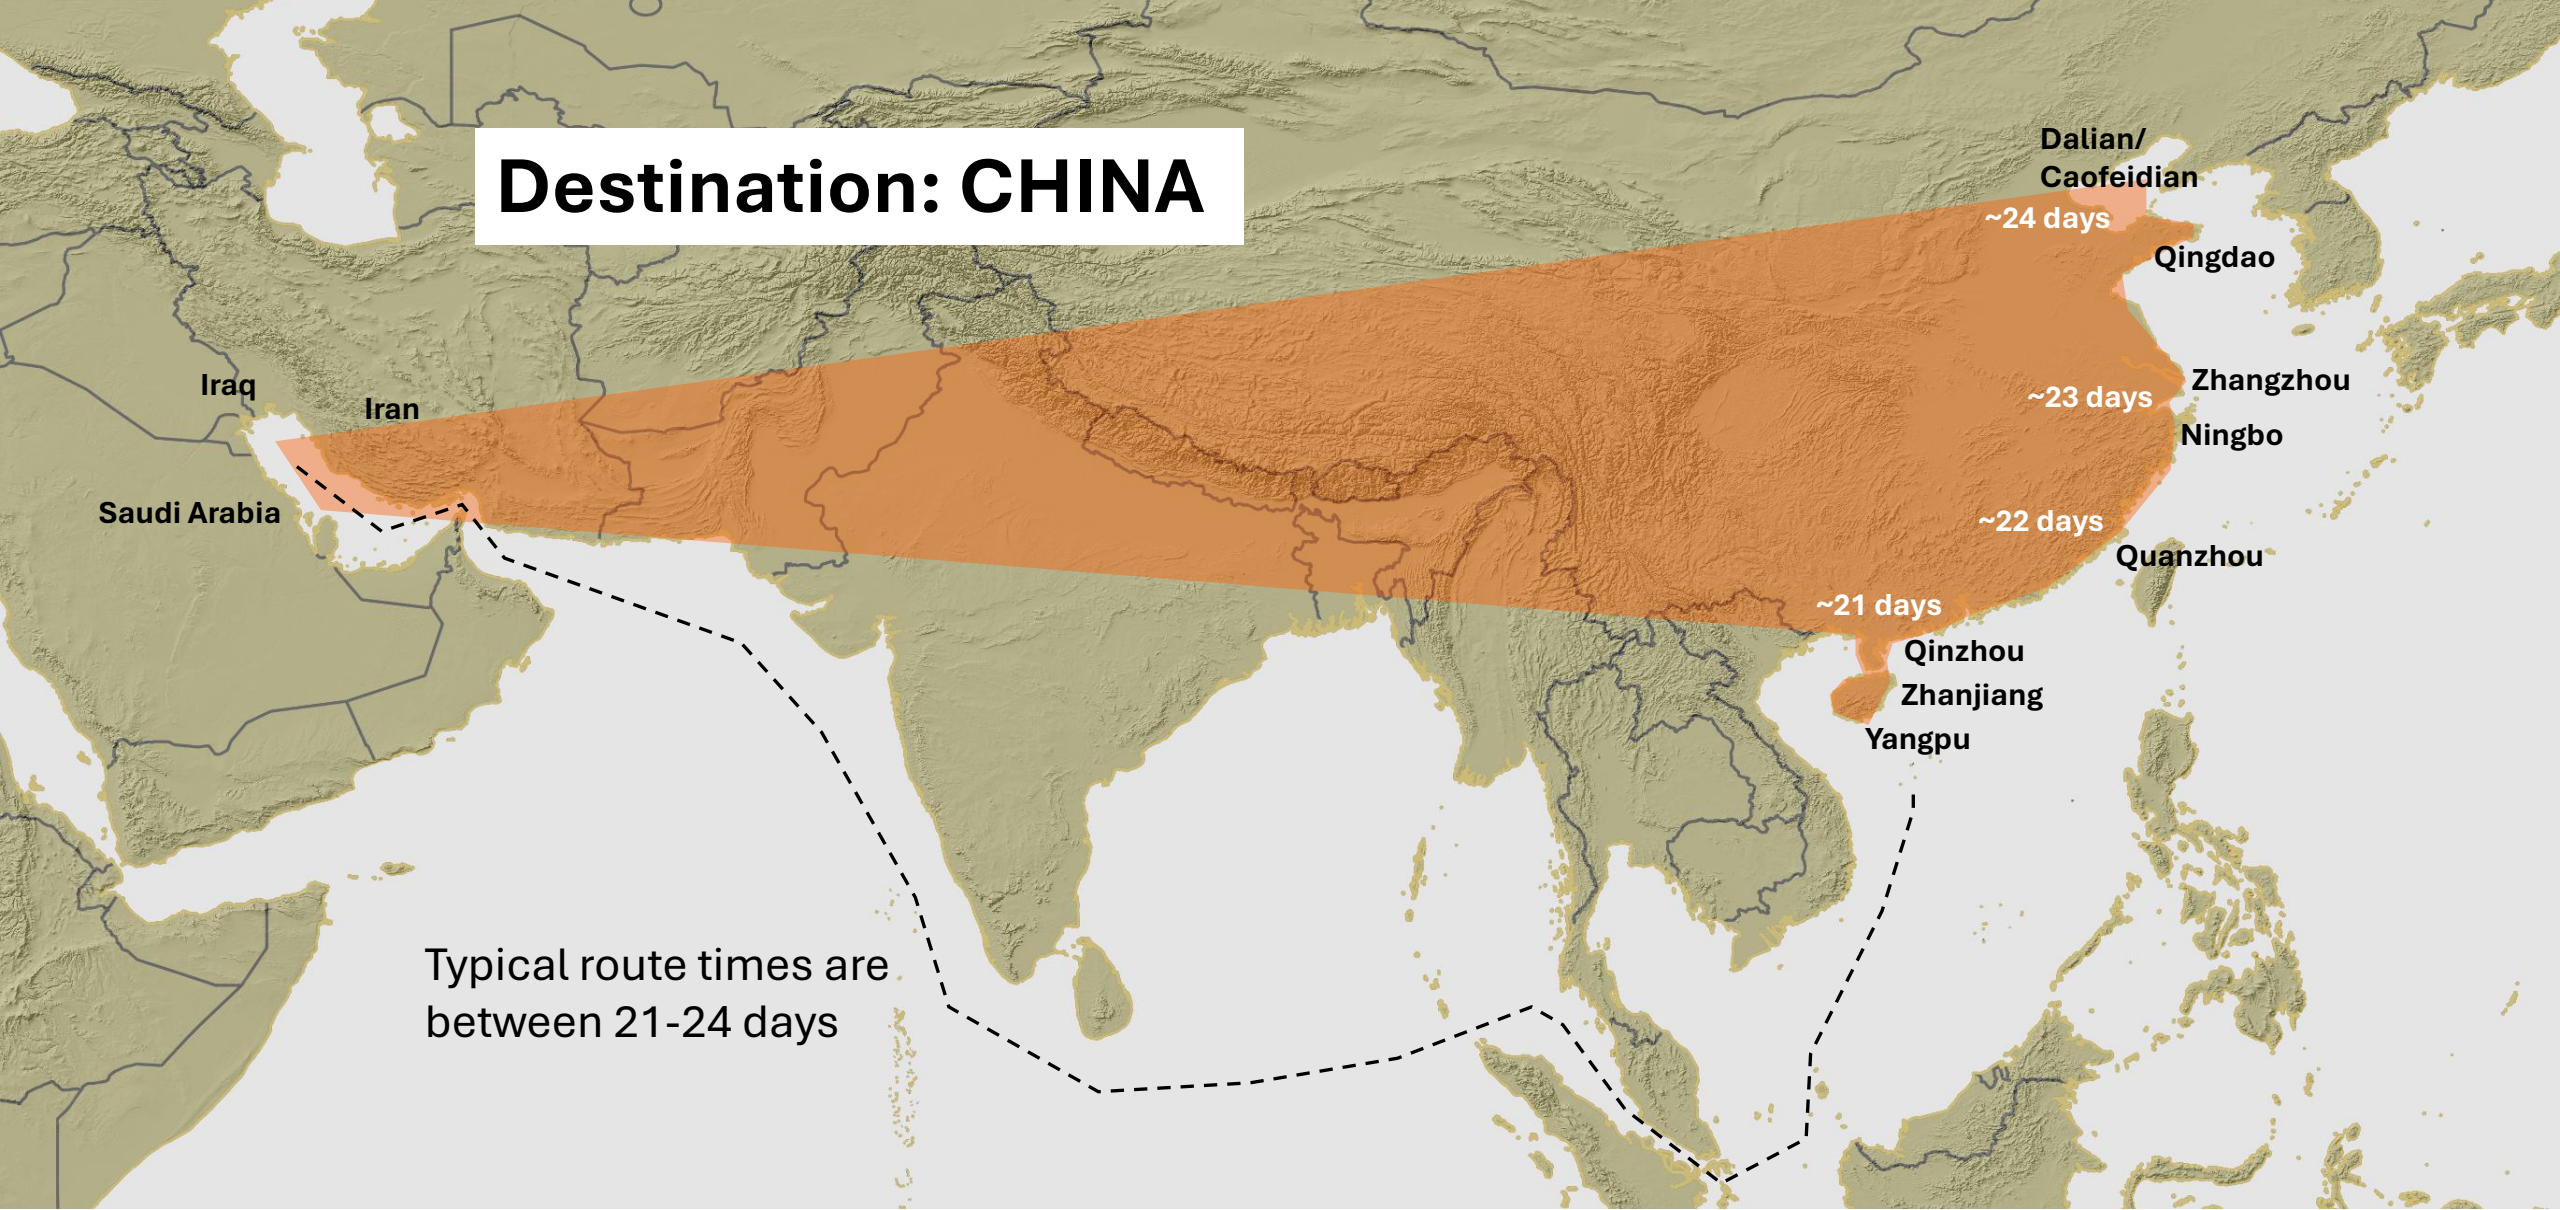 Destination: CHINA
Dalian/
Caofeidian
~24 days
Qingdao
Iraq
Iran
Zhangzhou
~23 days
Ningbo
Saudi Arabia
~22 days
Quanzhou
~21 days
Qinzhou
Zhanjiang
Yangpu
Typical route times are
between 21-24 days